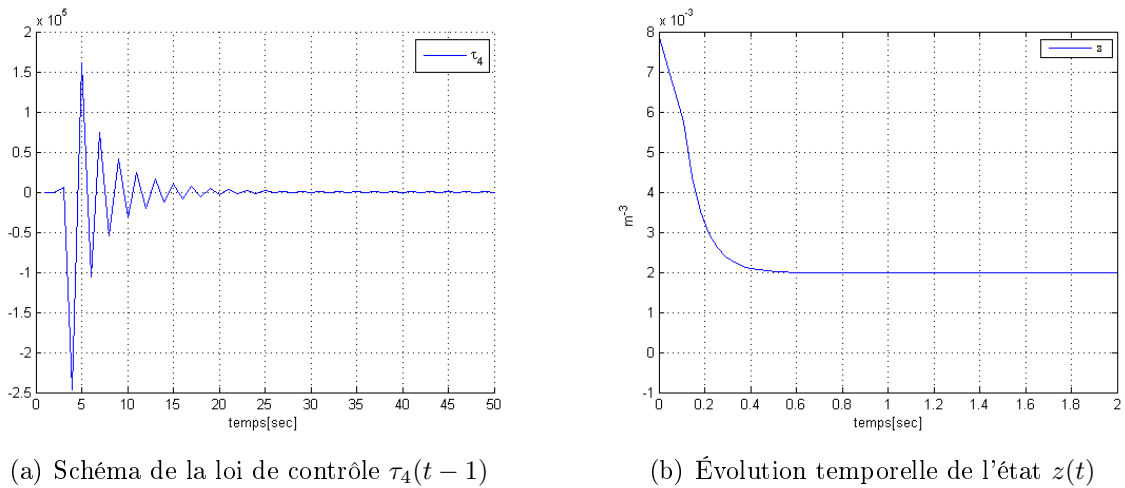 x 10^5
2
1.5
1
0.5
0
-0.5
-1
-1.5
-2
-2.5
0 5 10 15 20 25 30 35 40 45 50
temps[sec]
τ_4
(a) Schéma de la loi de contrôle τ_4(t − 1)
x 10^-3
8
7
6
5
4
3
2
1
0
-1
m^-3
0 0.2 0.4 0.6 0.8 1 1.2 1.4 1.6 1.8 2
temps[sec]
z
(b) Évolution temporelle de l'état z(t)